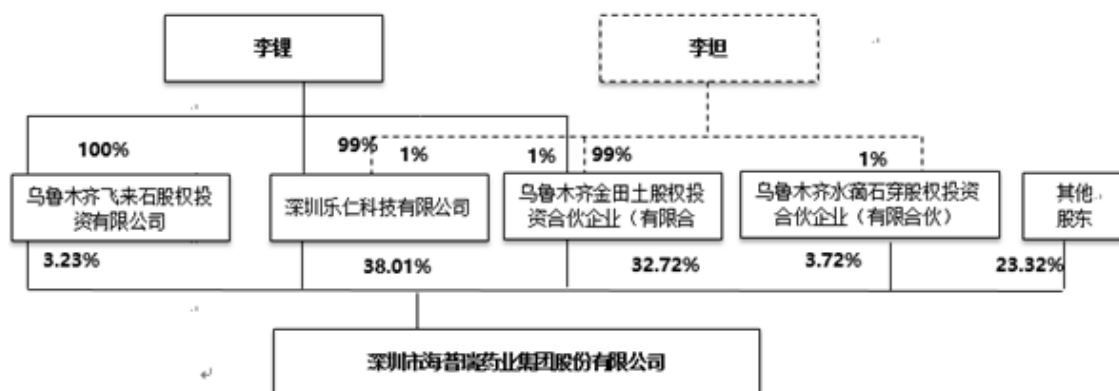 李锂
李坦
100%
99%
1%
1%
99%
1%
乌鲁木齐飞来石股权投
资有限公司
深圳乐仁科技有限公司
乌鲁木齐金田土股权投
资合伙企业（有限合
乌鲁木齐水滴石穿股权投资
合伙企业（有限合伙）
其他
股东
3.23%
38.01%
32.72%
3.72%
23.32%
深圳市海普瑞药业集团股份有限公司